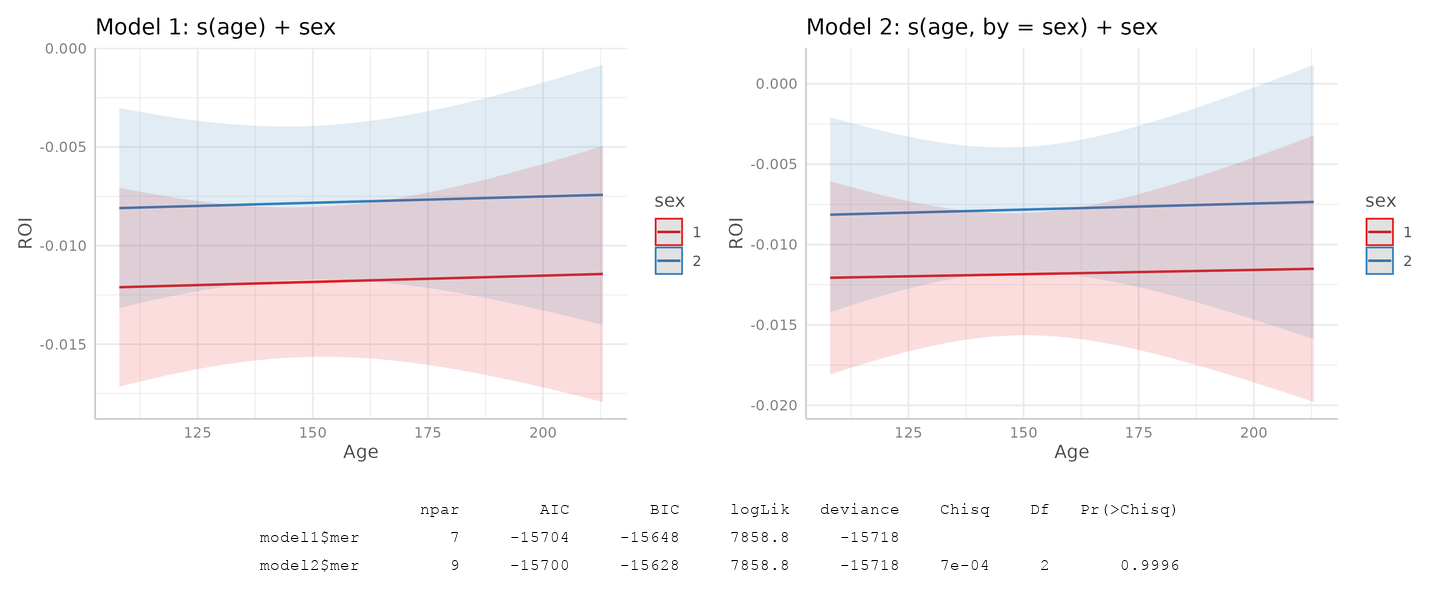 Model 1: s(age) + sex
0.000
-0.005
-0.010
-0.015
ROI
125 150 175 200
Age
sex
1
2
Model 2: s(age, by = sex) + sex
0.000
-0.005
-0.010
-0.015
-0.020
ROI
125 150 175 200
Age
sex
1
2
npar AIC BIC logLik deviance Chisq Df Pr(>Chisq)
model1$mer 7 -15704 -15648 7858.8 -15718
model2$mer 9 -15700 -15628 7858.8 -15718 7e-04 2 0.9996